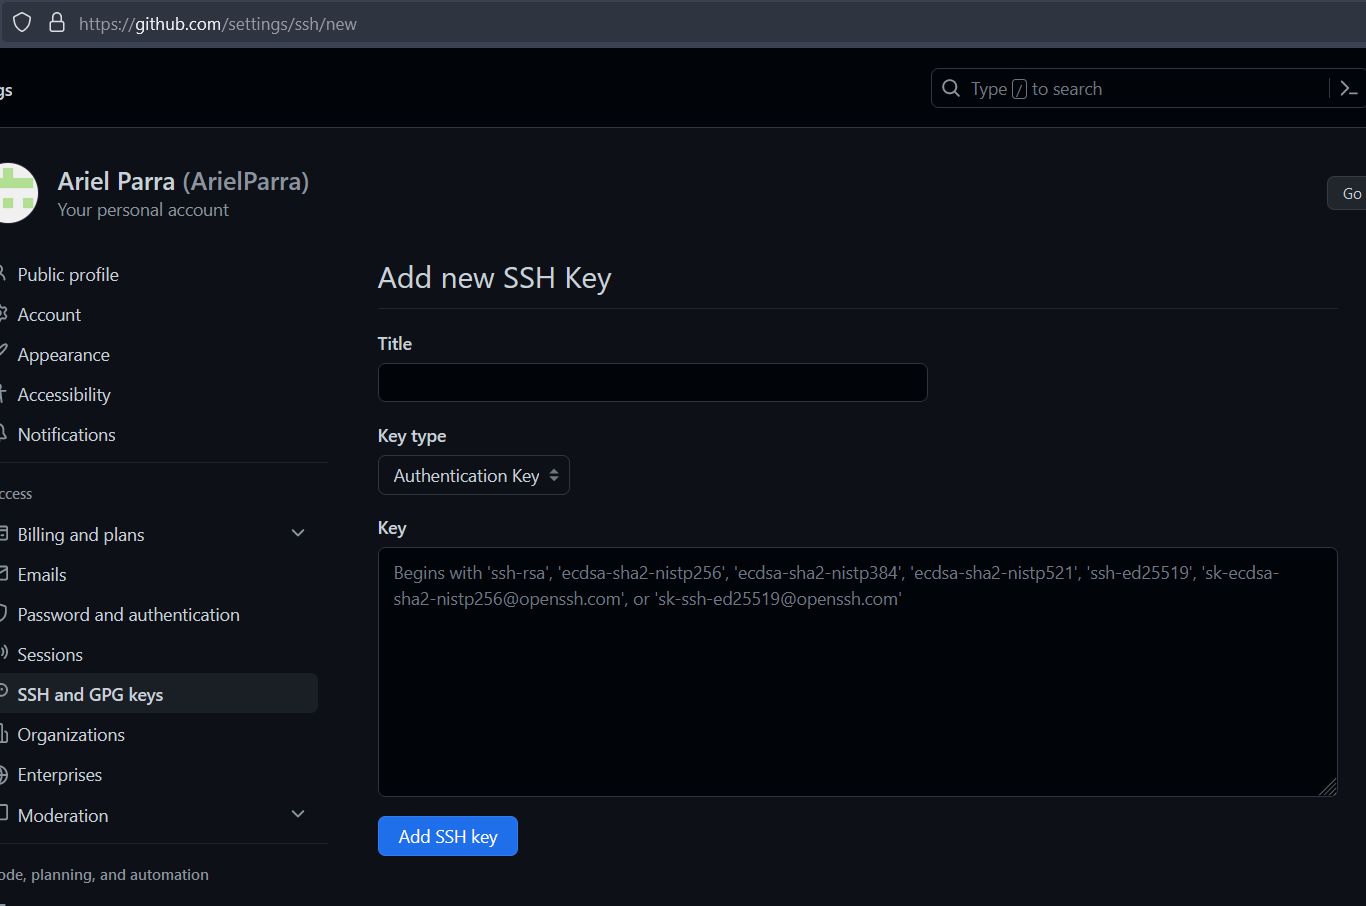 https://github.com/settings/ssh/new
gs
Type / to search
Ariel Parra (ArielParra)
Your personal account
Go
Public profile
Account
Appearance
Accessibility
Notifications
ccess
Billing and plans
Emails
Password and authentication
Sessions
SSH and GPG keys
Organizations
Enterprises
Moderation
ode, planning, and automation
Add new SSH Key
Title
Key type
Authentication Key
Key
Begins with 'ssh-rsa', 'ecdsa-sha2-nistp256', 'ecdsa-sha2-nistp384', 'ecdsa-sha2-nistp521', 'ssh-ed25519', 'sk-ecdsa-
sha2-nistp256@openssh.com', or 'sk-ssh-ed25519@openssh.com'
Add SSH key